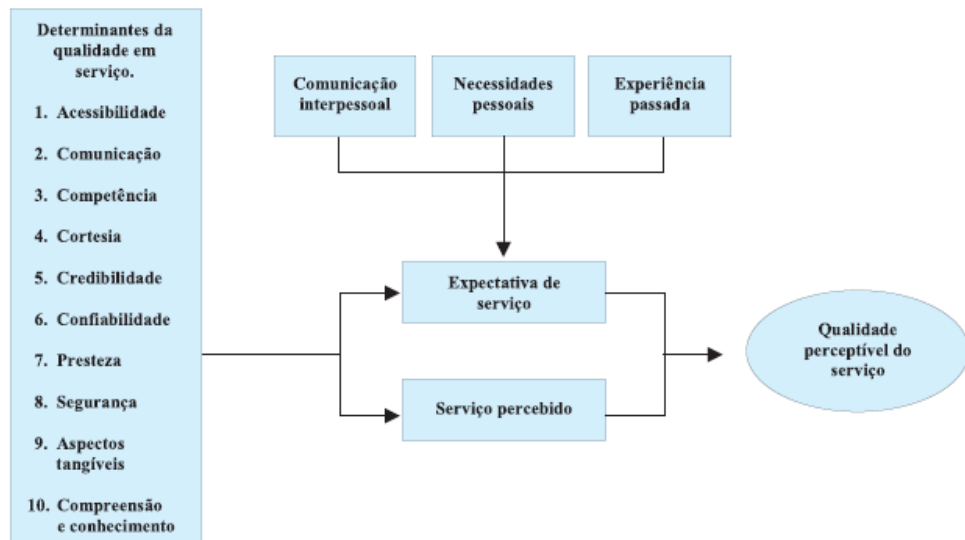 Determinantes da
qualidade em
serviço.
1. Acessibilidade
2. Comunicação
3. Competência
4. Cortesia
5. Credibilidade
6. Confiabilidade
7. Presteza
8. Segurança
9. Aspectos
tangíveis
10. Compreensão
e conhecimento
Comunicação
interpessoal
Necessidades
pessoais
Experiência
passada
Expectativa de
serviço
Serviço percebido
Qualidade
perceptível do
serviço